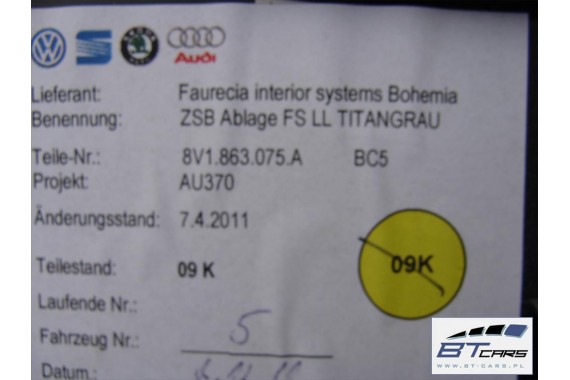 Audi
Lieferant: Faurecia interior systems Bohemia
Benennung: ZSB Ablage FS LL TITANGRAU
Teile-Nr.: 8V1.863.075.A BC5
Projekt: AU370
Änderungsstand: 7.4.2011
Teilestand: 09 K 09K
Laufende Nr.:
Fahrzeug Nr.: 5
Datum.:
BT CARS
WWW.BT-CARS.PL